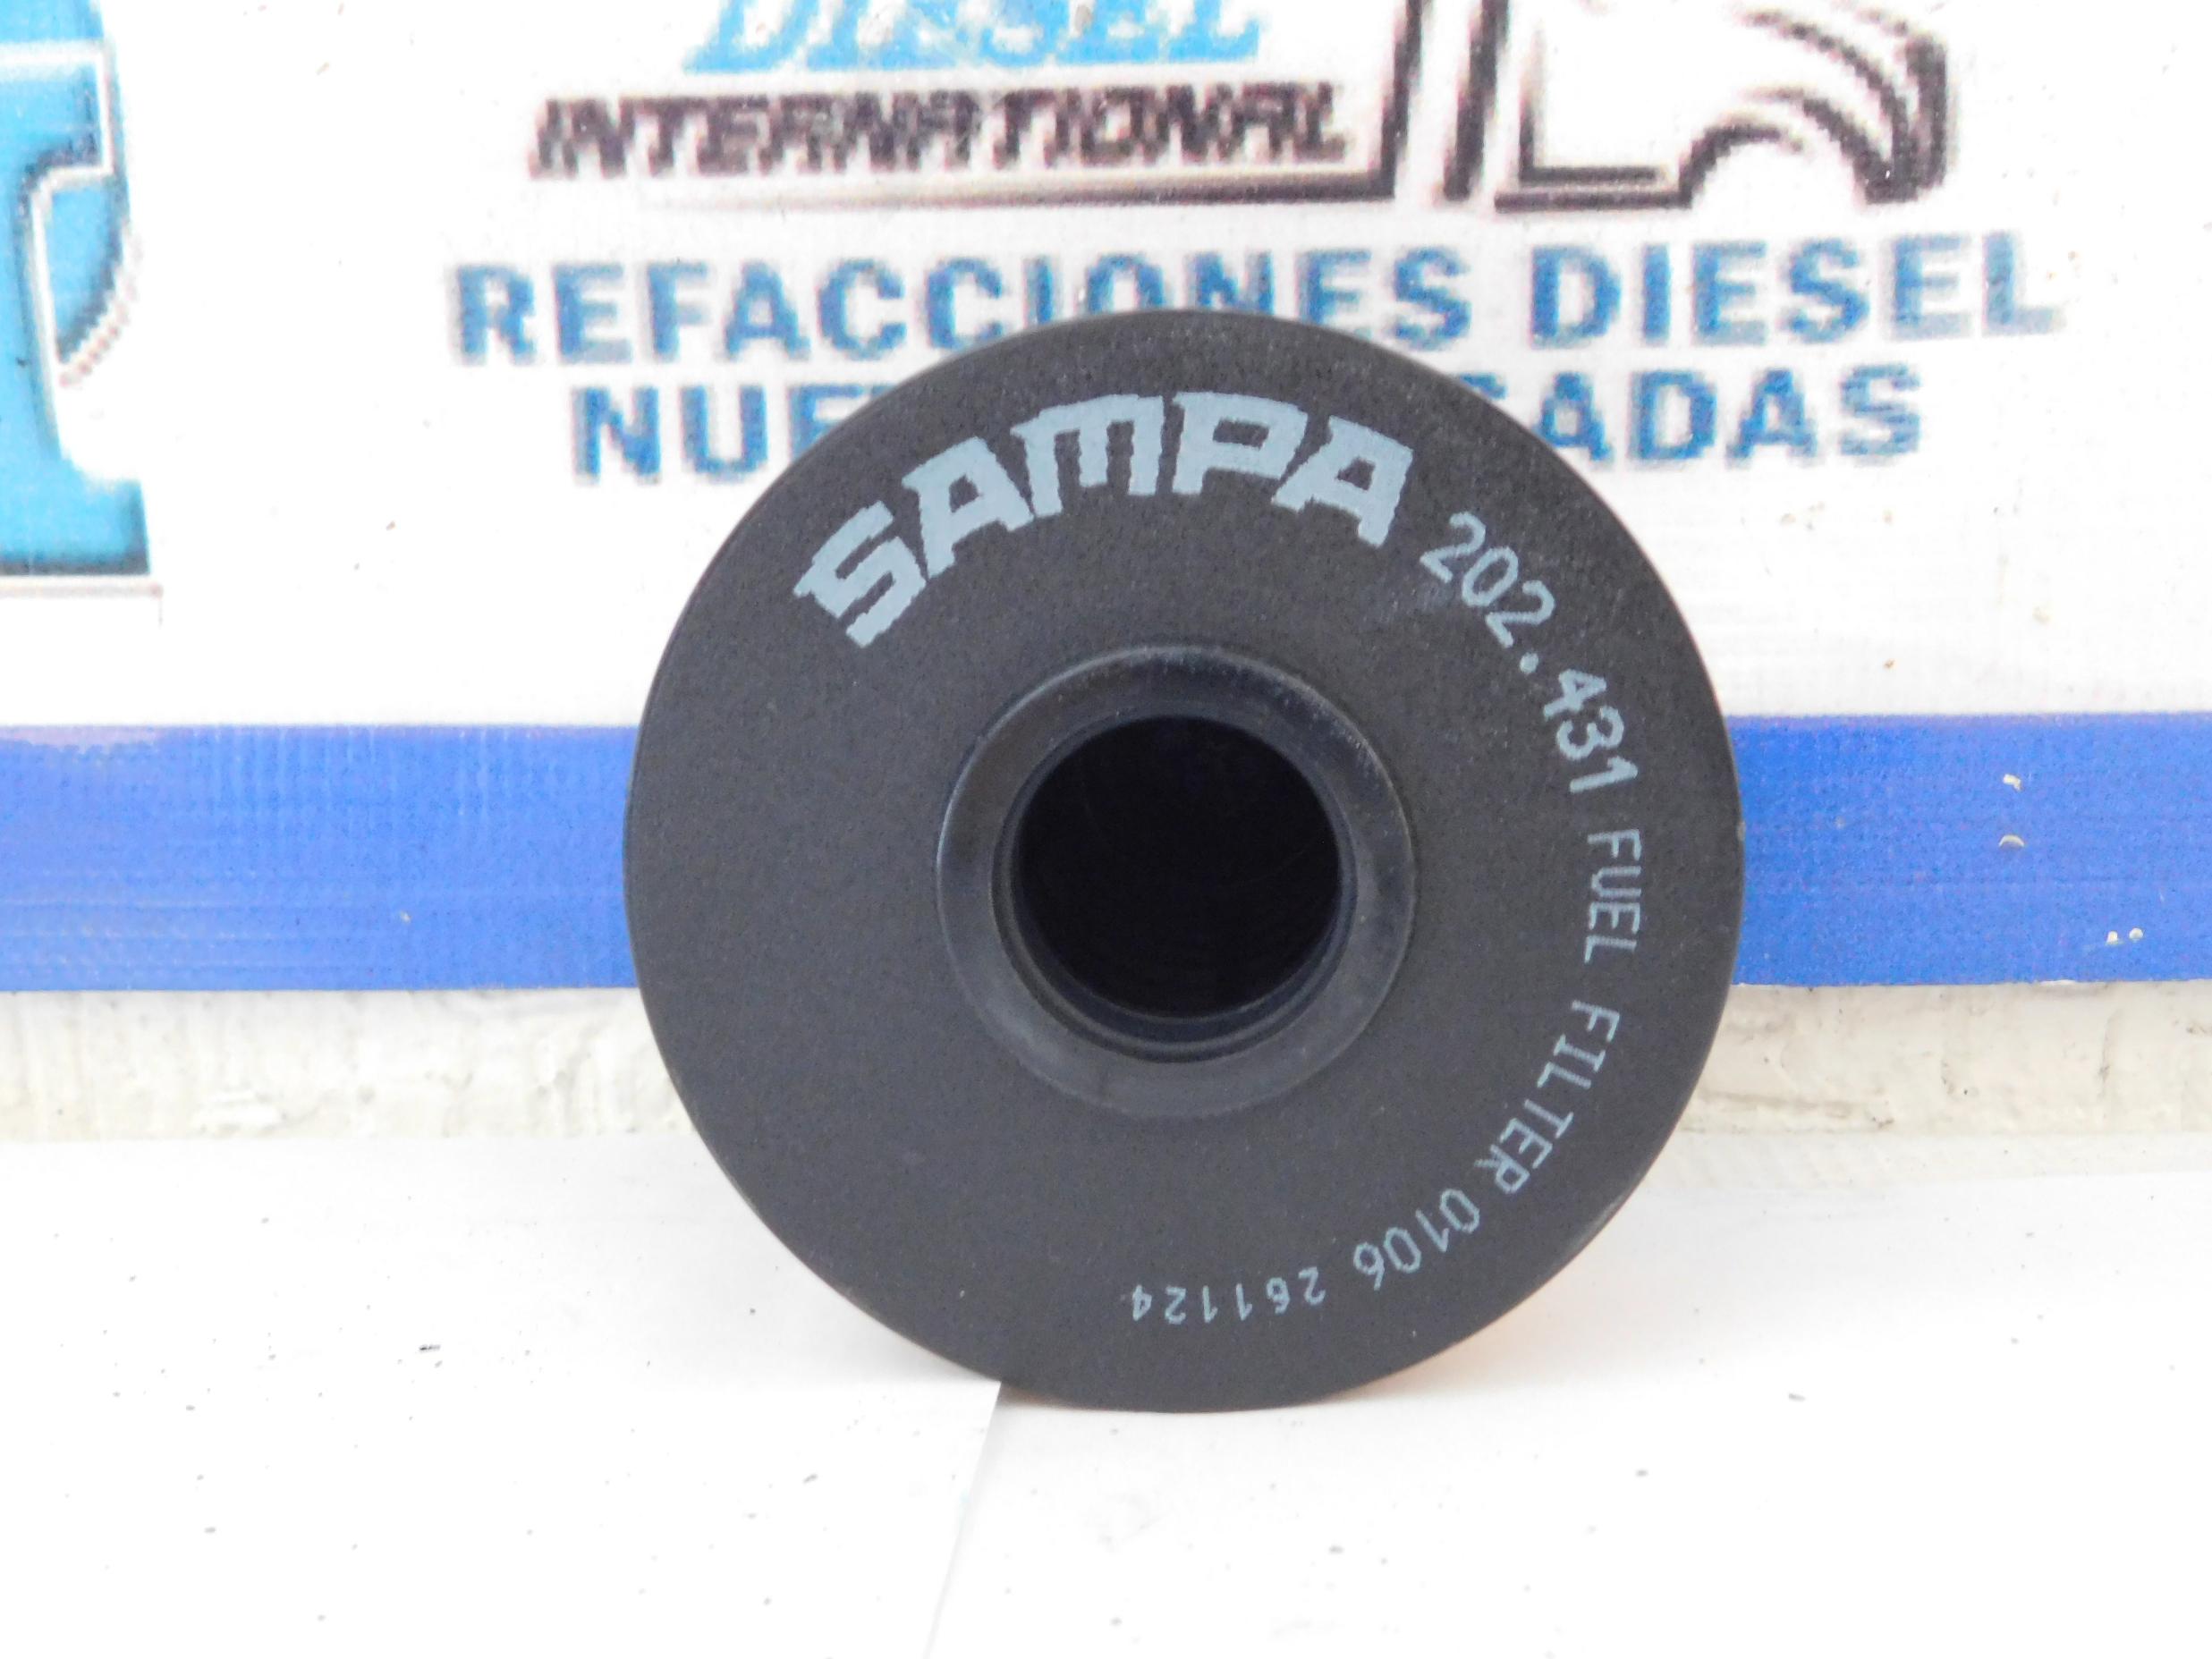 DIESEL
INTERNATIONAL
REFACCIONES DIESEL
SAMPA 202.431 FUEL FILTER 0106 261124